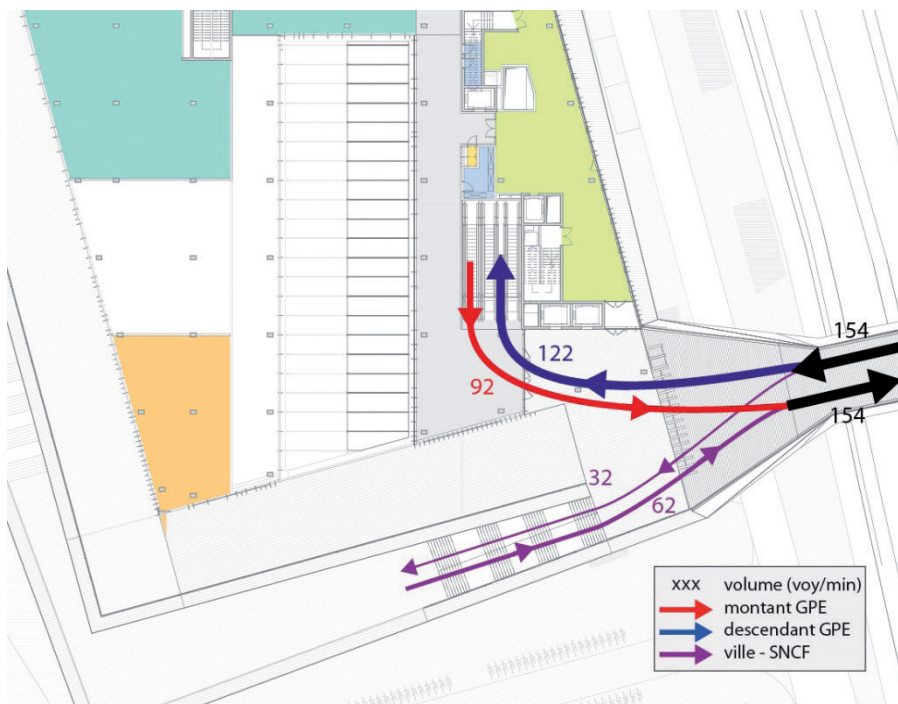 154
122
92
154
32
62
xxx volume (voy/min)
montant GPE
descendant GPE
ville - SNCF